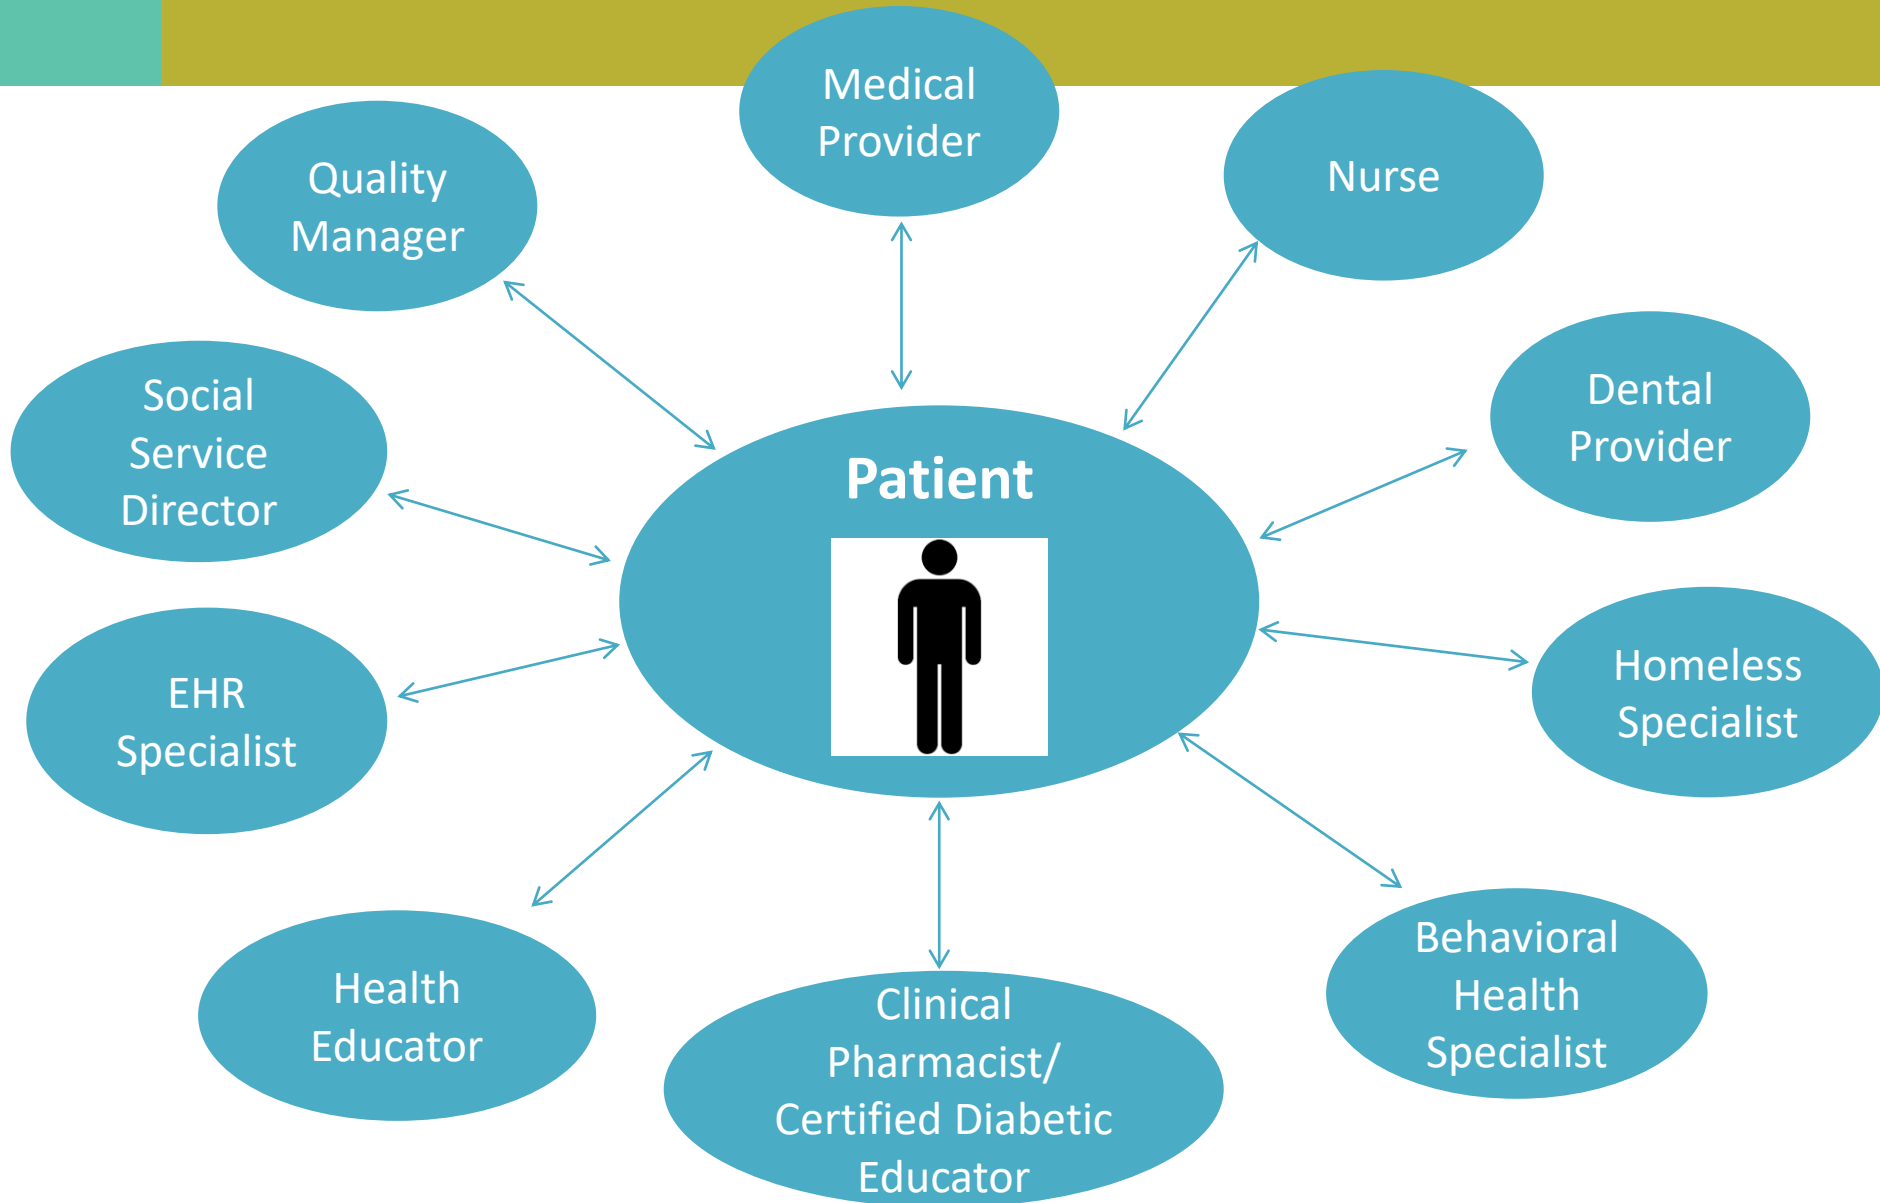 Medical
Provider
Nurse
Quality
Manager
Dental
Provider
Social
Service
Director
Patient
Homeless
Specialist
EHR
Specialist
Behavioral
Health
Specialist
Health
Educator
Clinical
Pharmacist/
Certified Diabetic
Educator